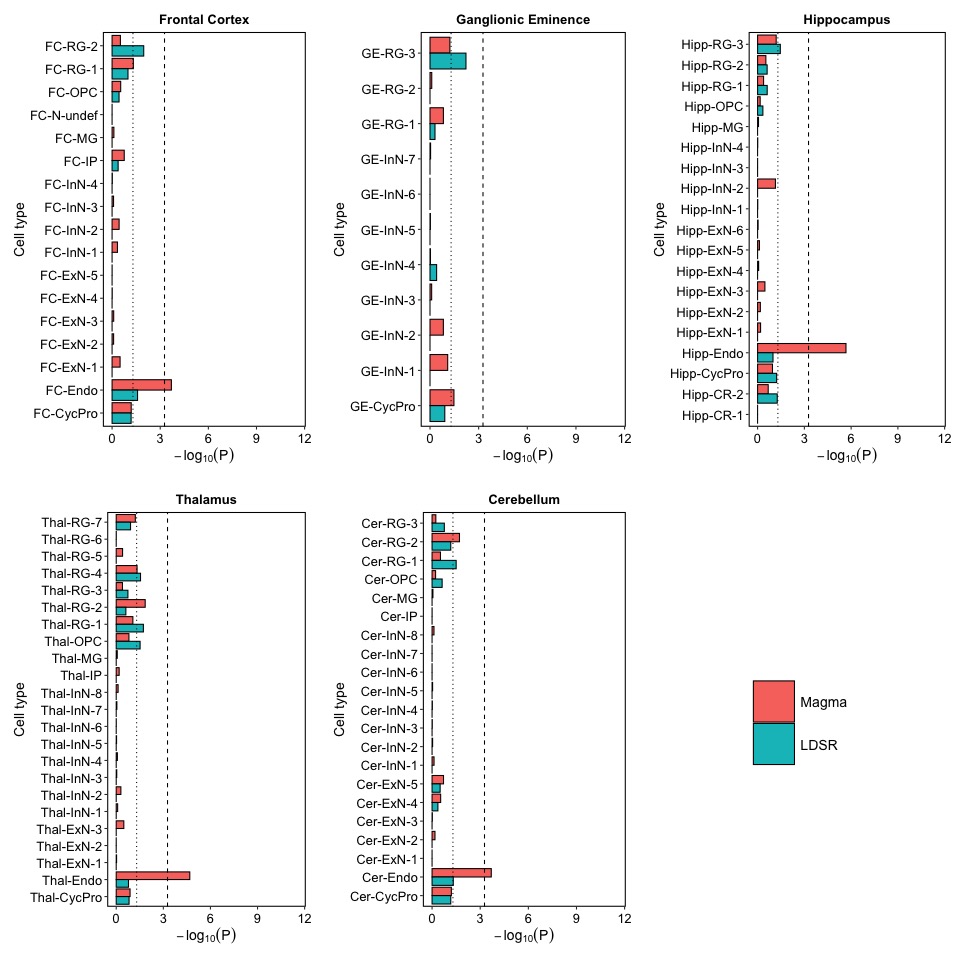 Frontal Cortex
FC-RG-2
FC-RG-1
FC-OPC
FC-N-undef
FC-MG
FC-IP
FC-InN-4
FC-InN-3
FC-InN-2
FC-InN-1
FC-ExN-5
FC-ExN-4
FC-ExN-3
FC-ExN-2
FC-ExN-1
FC-Endo
FC-CycPro
Cell type
0 3 6 9 12
−log10(P)
Ganglionic Eminence
GE-RG-3
GE-RG-2
GE-RG-1
GE-InN-7
GE-InN-6
GE-InN-5
GE-InN-4
GE-InN-3
GE-InN-2
GE-InN-1
GE-CycPro
Cell type
0 3 6 9 12
−log10(P)
Hippocampus
Hipp-RG-3
Hipp-RG-2
Hipp-RG-1
Hipp-OPC
Hipp-MG
Hipp-InN-4
Hipp-InN-3
Hipp-InN-2
Hipp-InN-1
Hipp-ExN-6
Hipp-ExN-5
Hipp-ExN-4
Hipp-ExN-3
Hipp-ExN-2
Hipp-ExN-1
Hipp-Endo
Hipp-CycPro
Hipp-CR-2
Hipp-CR-1
Cell type
0 3 6 9 12
−log10(P)
Thalamus
Thal-RG-7
Thal-RG-6
Thal-RG-5
Thal-RG-4
Thal-RG-3
Thal-RG-2
Thal-RG-1
Thal-OPC
Thal-MG
Thal-IP
Thal-InN-8
Thal-InN-7
Thal-InN-6
Thal-InN-5
Thal-InN-4
Thal-InN-3
Thal-InN-2
Thal-InN-1
Thal-ExN-3
Thal-ExN-2
Thal-ExN-1
Thal-Endo
Thal-CycPro
Cell type
0 3 6 9 12
−log10(P)
Cerebellum
Cer-RG-3
Cer-RG-2
Cer-RG-1
Cer-OPC
Cer-MG
Cer-IP
Cer-InN-8
Cer-InN-7
Cer-InN-6
Cer-InN-5
Cer-InN-4
Cer-InN-3
Cer-InN-2
Cer-InN-1
Cer-ExN-5
Cer-ExN-4
Cer-ExN-3
Cer-ExN-2
Cer-ExN-1
Cer-Endo
Cer-CycPro
Cell type
0 3 6 9 12
−log10(P)
Magma
LDSR